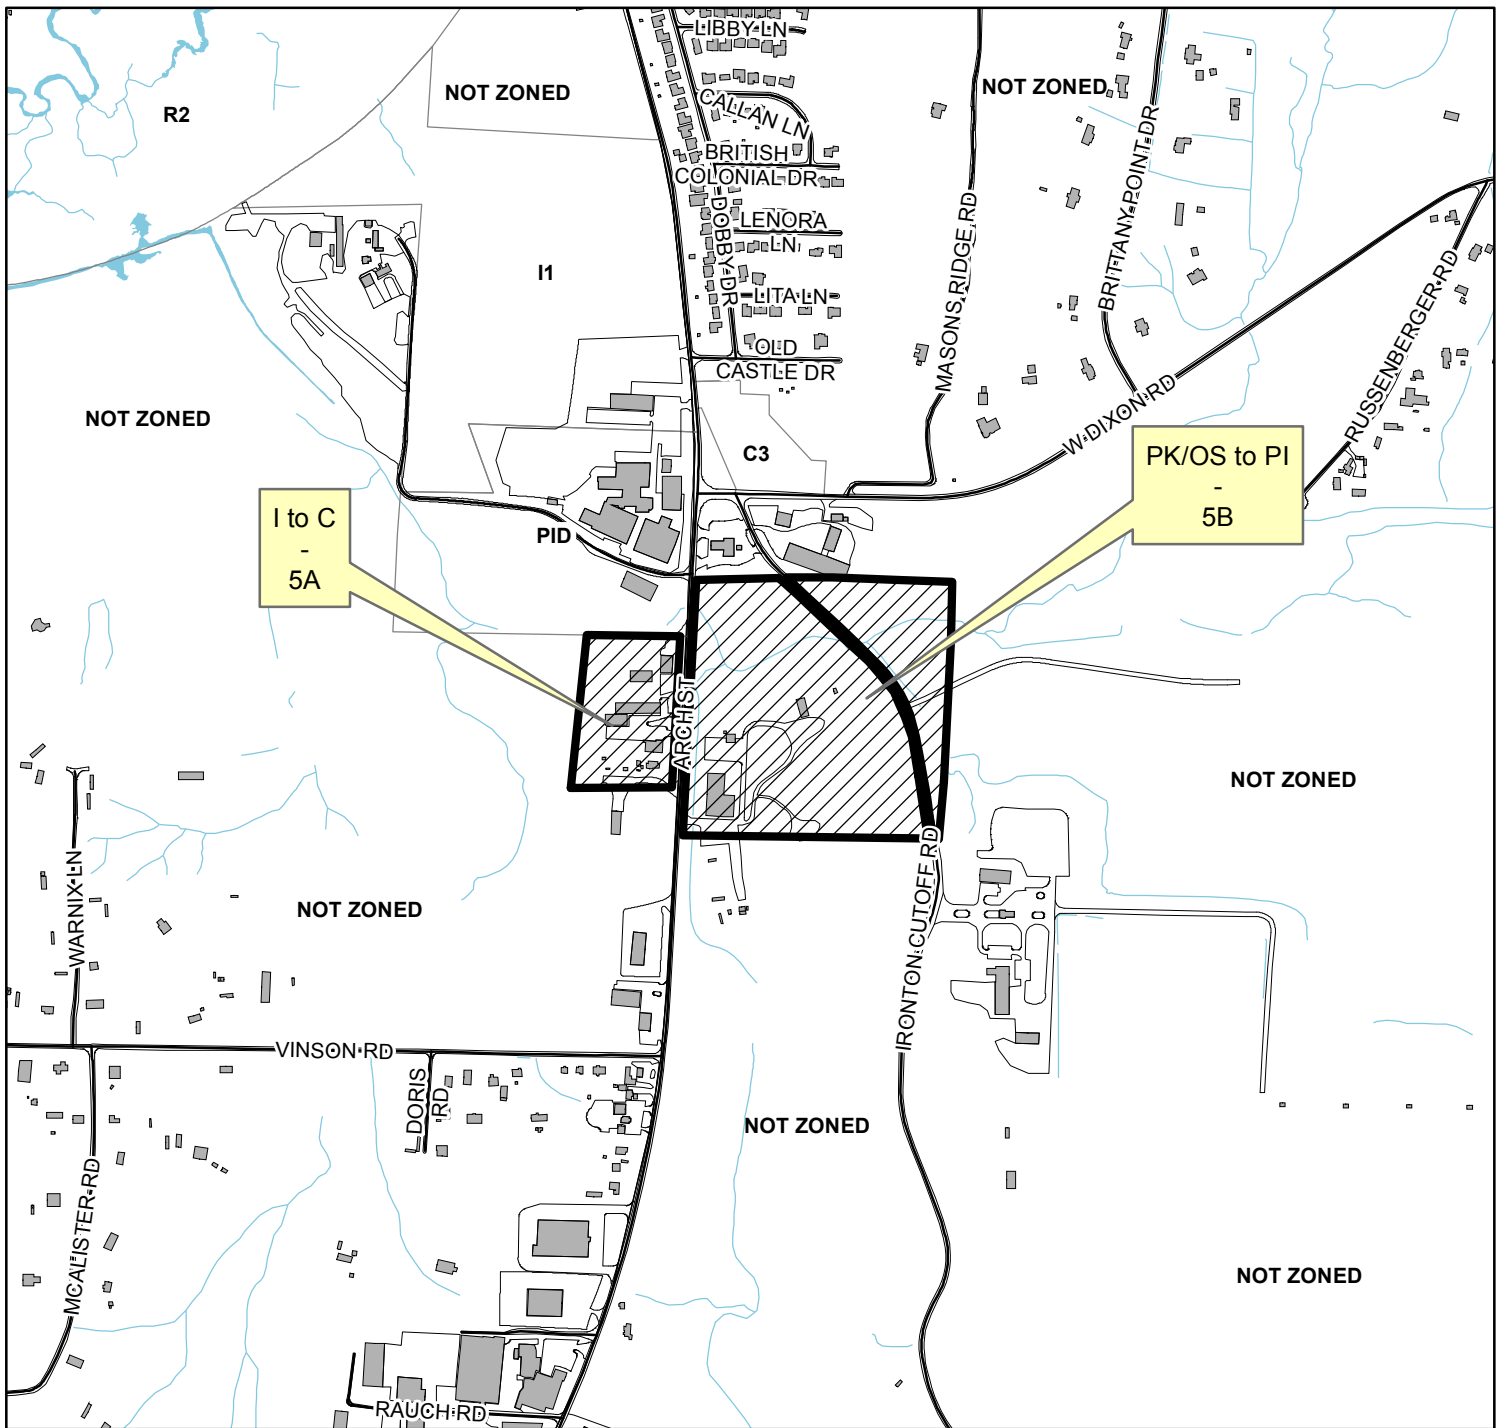 LIBBY LN
NOT ZONED
NOT ZONED
R2
CALLAN LN
BRITISH
COLONIAL DR
DOBBY DR
LENORA
LN
LITA LN
OLD
CASTLE DR
MASONS RIDGE RD
BRITTANY POINT DR
W DIXON RD
RUSSENBERGER RD
I1
NOT ZONED
C3
PK/OS to PI
-
5B
I to C
-
5A
PID
ARCH ST
NOT ZONED
WARNIX LN
NOT ZONED
IRONTON CUTOFF RD
VINSON RD
DORIS
RD
NOT ZONED
MCALISTER RD
NOT ZONED
RAUCH RD